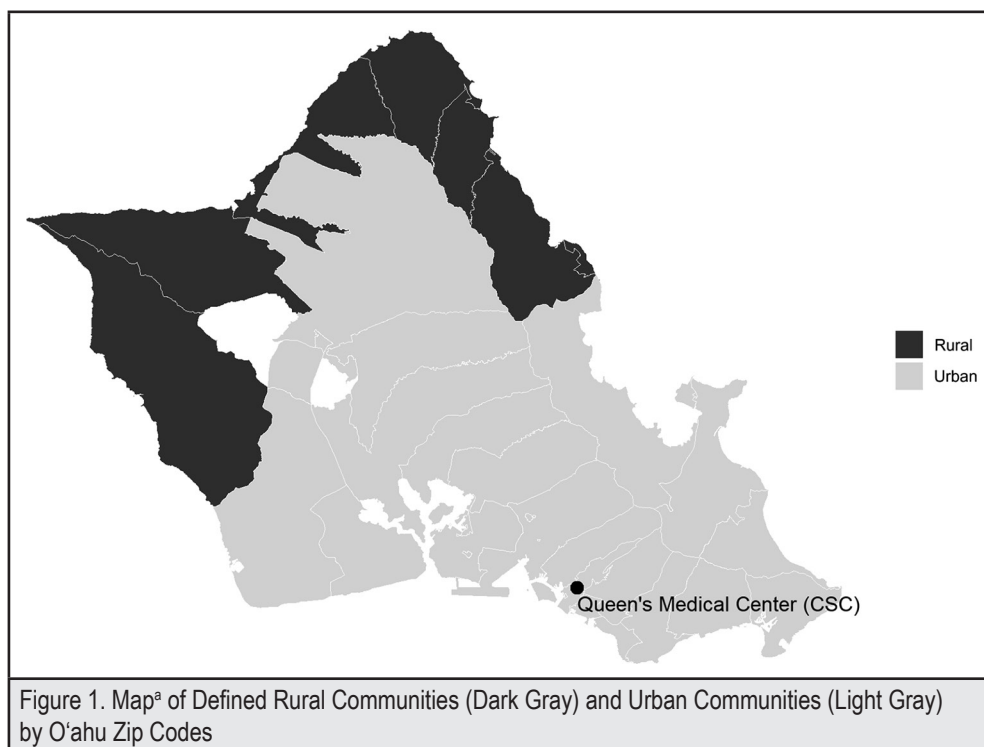 Rural
Urban
Queen's Medical Center (CSC)
Figure 1. Mapᵃ of Defined Rural Communities (Dark Gray) and Urban Communities (Light Gray)
by Oʻahu Zip Codes